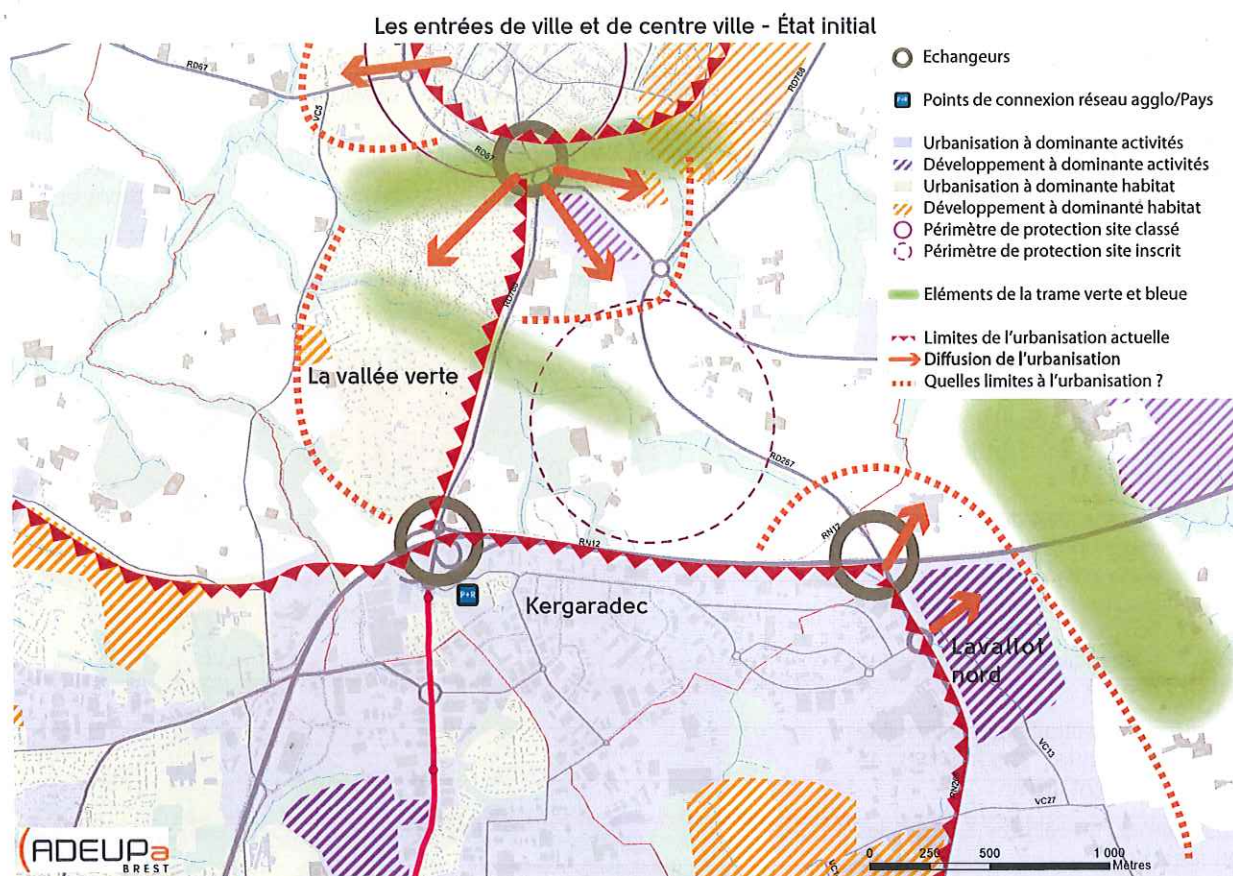 Les entrées de ville et de centre ville - État initial
Echangeurs
P+R
Points de connexion réseau agglo/Pays
Urbanisation à dominante activités
Développement à dominante activités
Urbanisation à dominante habitat
Développement à dominante habitat
Périmètre de protection site classé
Périmètre de protection site inscrit
Eléments de la trame verte et bleue
Limites de l'urbanisation actuelle
Diffusion de l'urbanisation
Quelles limites à l'urbanisation ?
RD67
VC5
RD67
RD788
RD788
La vallée verte
RD267
RN12
RN12
P+R
Kergaradec
Lavallot
nord
VC13
VC27
(ADEUPa
BREST
0 250 500 1 000
Mètres